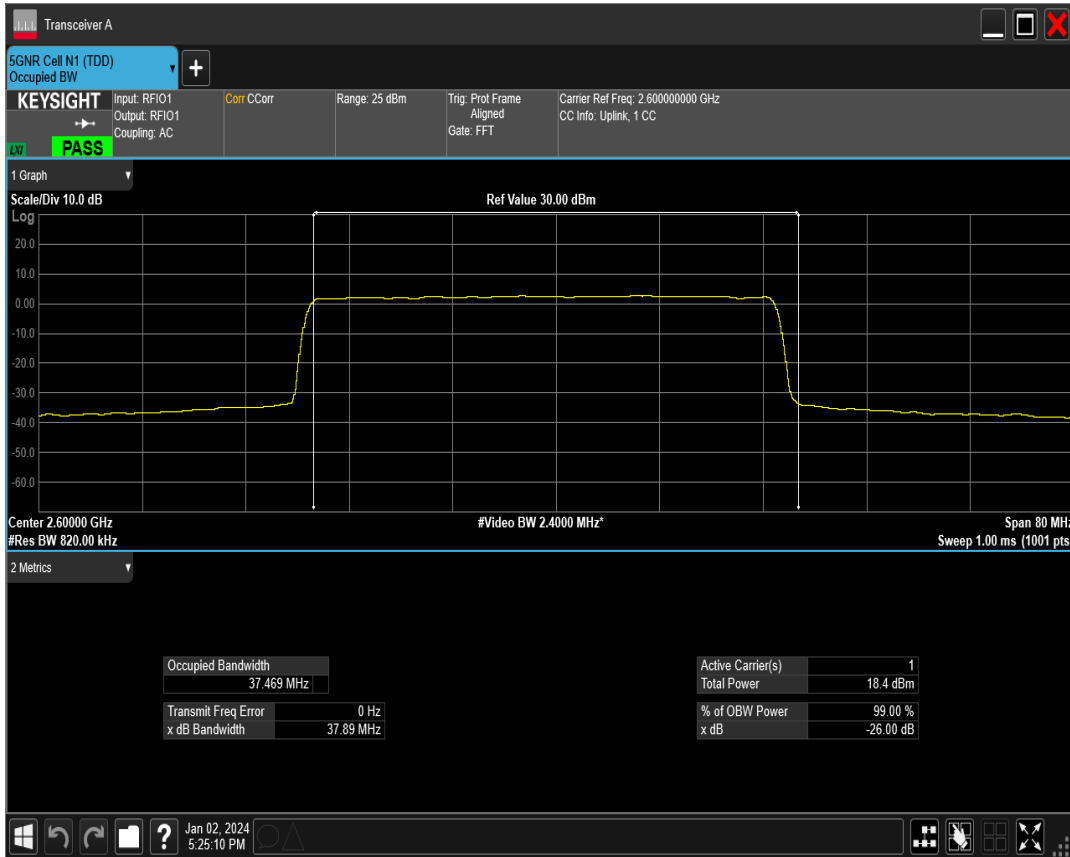 Transceiver A
5GNR Cell N1 (TDD)
Occupied BW
+
KEYSIGHT
LXI
PASS
Input: RFIO1
Output: RFIO1
Coupling: AC
Corr CCorr
Range: 25 dBm
Trig: Prot Frame
Aligned
Gate: FFT
Carrier Ref Freq: 2.600000000 GHz
CC Info: Uplink, 1 CC
1 Graph
Scale/Div 10.0 dB
Ref Value 30.00 dBm
Log
20.0
10.0
0.00
-10.0
-20.0
-30.0
-40.0
-50.0
-60.0
Center 2.60000 GHz
#Video BW 2.4000 MHz*
Span 80 MHz
#Res BW 820.00 kHz
Sweep 1.00 ms (1001 pts
2 Metrics
Occupied Bandwidth
37.469 MHz
Transmit Freq Error 0 Hz
x dB Bandwidth 37.89 MHz
Active Carrier(s) 1
Total Power 18.4 dBm
% of OBW Power 99.00 %
x dB -26.00 dB
?
Jan 02, 2024
5:25:10 PM